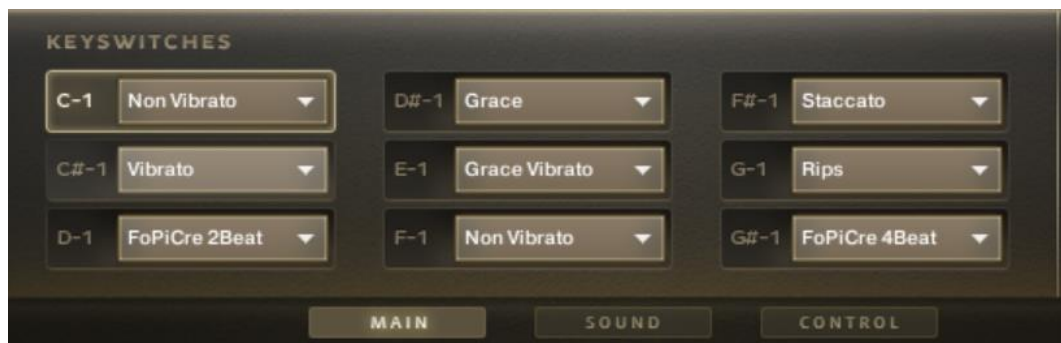 KEYSWITCHES
C-1 Non Vibrato
D#-1 Grace
F#-1 Staccato
C#-1 Vibrato
E-1 Grace Vibrato
G-1 Rips
D-1 FoPiCre 2Beat
F-1 Non Vibrato
G#-1 FoPiCre 4Beat
MAIN
SOUND
CONTROL